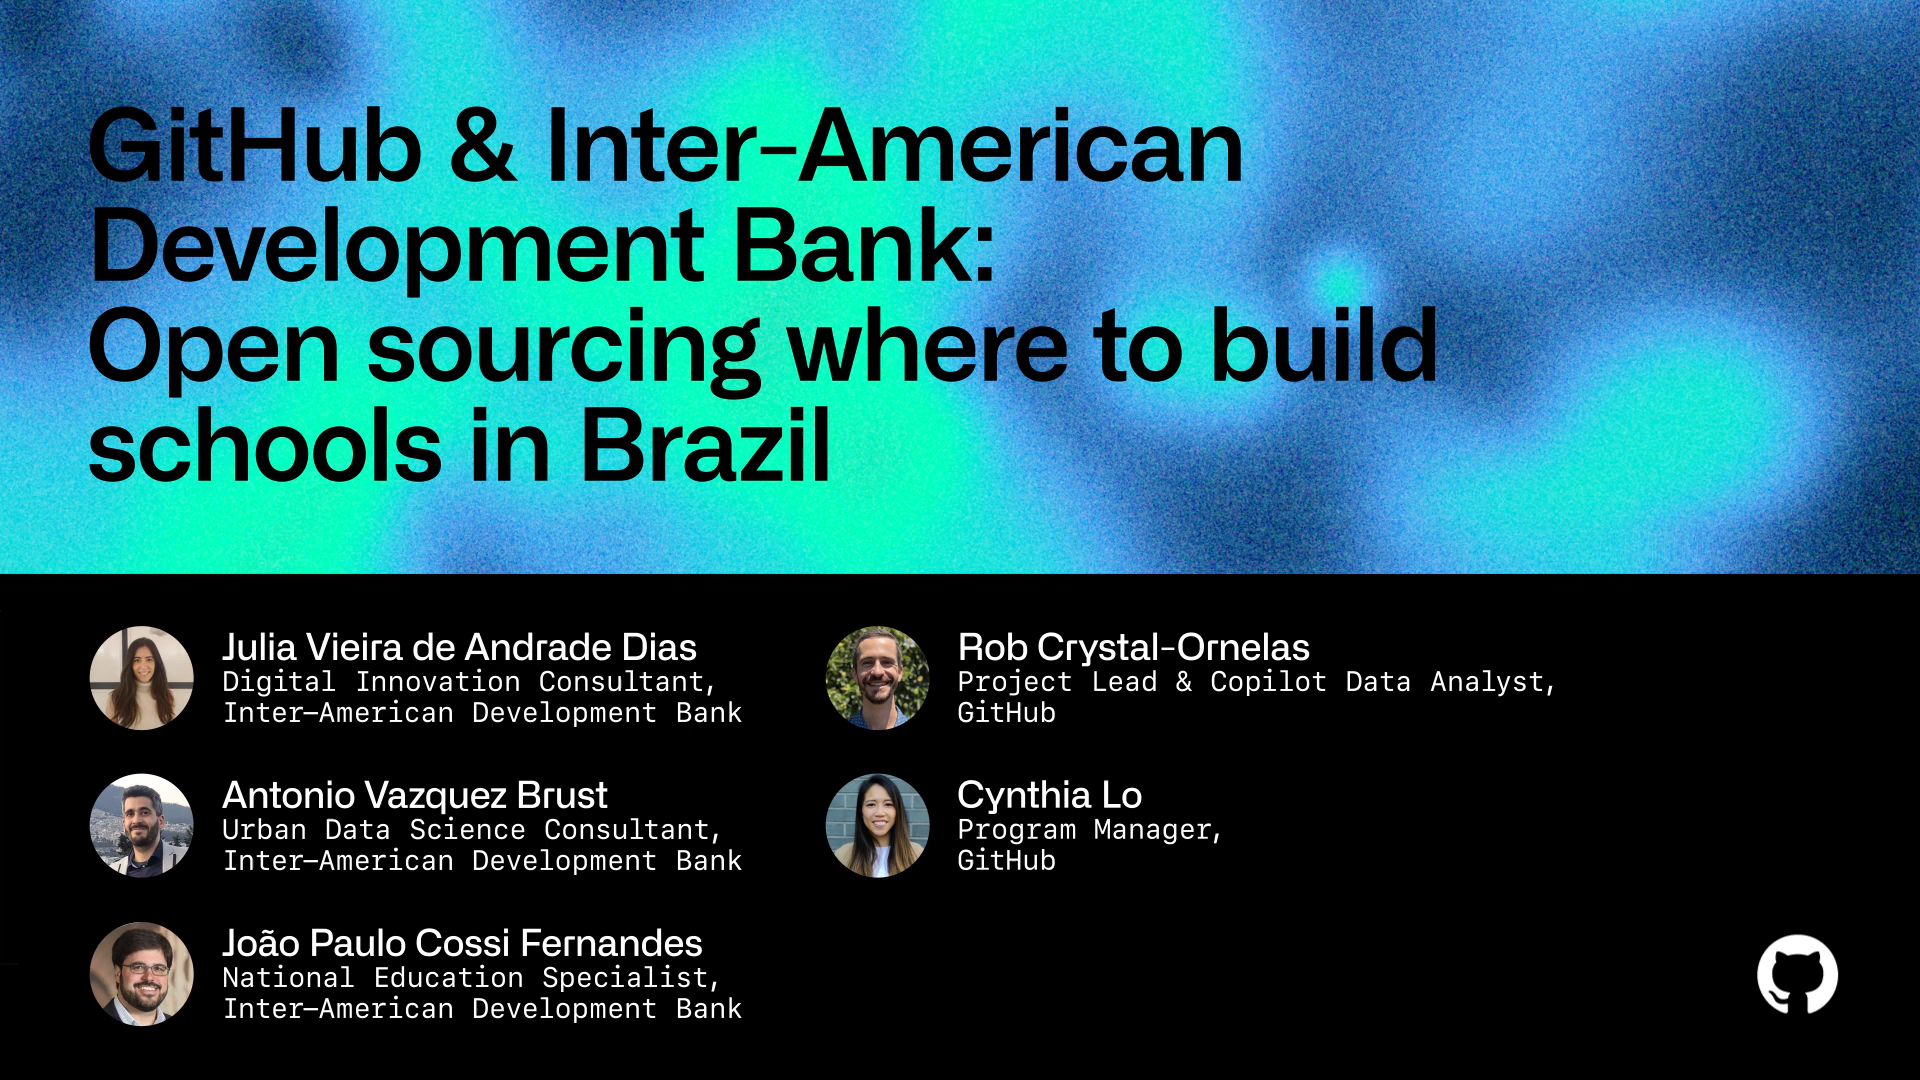 GitHub & Inter-American
Development Bank:
Open sourcing where to build
schools in Brazil
Julia Vieira de Andrade Dias
Digital Innovation Consultant,
Inter-American Development Bank
Antonio Vazquez Brust
Urban Data Science Consultant,
Inter-American Development Bank
João Paulo Cossi Fernandes
National Education Specialist,
Inter-American Development Bank
Rob Crystal-Ornelas
Project Lead & Copilot Data Analyst,
GitHub
Cynthia Lo
Program Manager,
GitHub